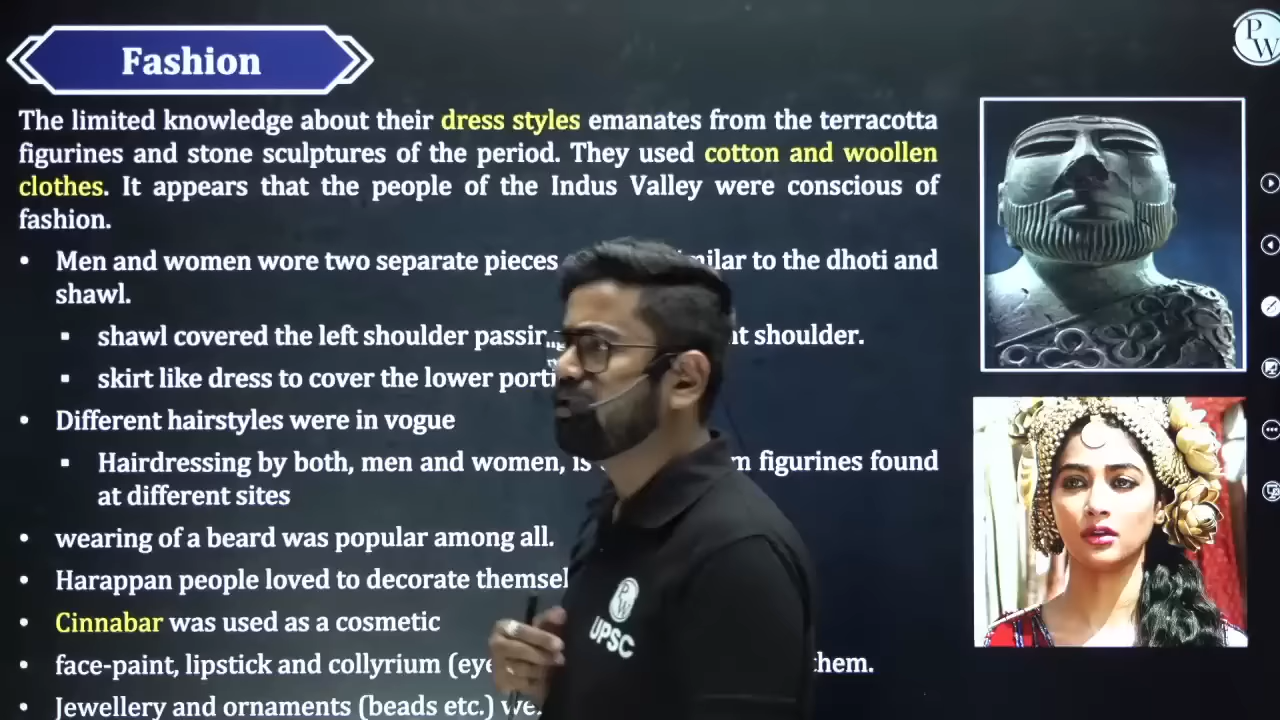 Fashion
PW
The limited knowledge about their dress styles emanates from the terracotta
figurines and stone sculptures of the period. They used cotton and woollen
clothes. It appears that the people of the Indus Valley were conscious of
fashion.
• Men and women wore two separate pieces to the dhoti and
shawl.
▪ shawl covered the left shoulder shoulder.
▪ skirt like dress to cover the lower
• Different hairstyles were in vogue
▪ Hairdressing by both, men and women, figurines found
at different sites
• wearing of a beard was popular among all.
• Harappan people loved to decorate
• Cinnabar was used as a cosmetic
• face-paint, lipstick and collyrium them.
• Jewellery and ornaments (beads etc.)
PW
UPSC